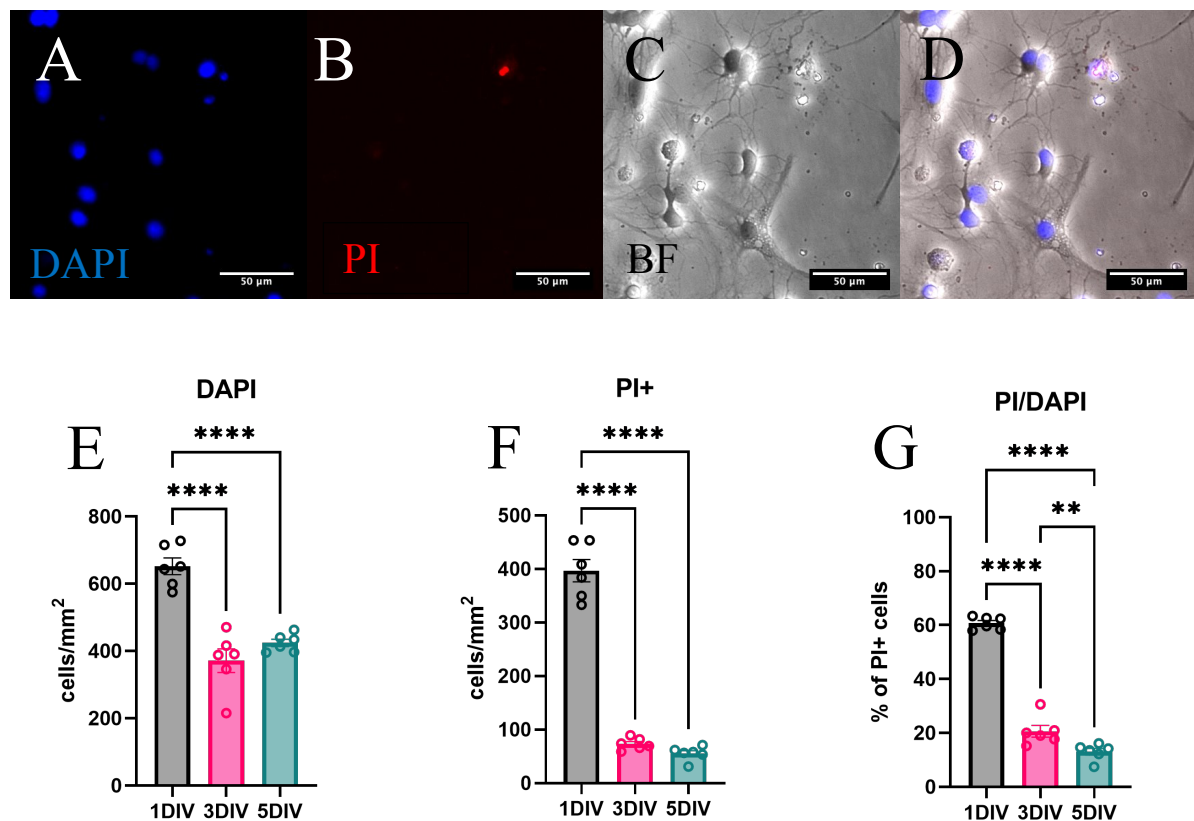 A
B
C
D
DAPI
PI
BF
50 μm
50 μm
50 μm
50 μm
E
DAPI
****
****
cells/mm²
800
600
400
200
0
1DIV 3DIV 5DIV
F
PI+
****
****
cells/mm²
500
400
300
200
100
0
1DIV 3DIV 5DIV
G
PI/DAPI
****
**
****
% of PI+ cells
100
80
60
40
20
0
1DIV 3DIV 5DIV